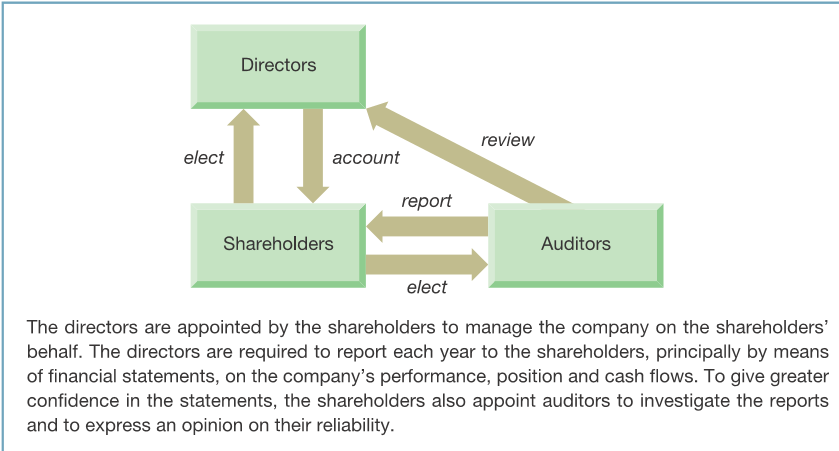 Directors
review
elect
account
report
Shareholders
Auditors
elect
The directors are appointed by the shareholders to manage the company on the shareholders’
behalf. The directors are required to report each year to the shareholders, principally by means
of financial statements, on the company’s performance, position and cash flows. To give greater
confidence in the statements, the shareholders also appoint auditors to investigate the reports
and to express an opinion on their reliability.